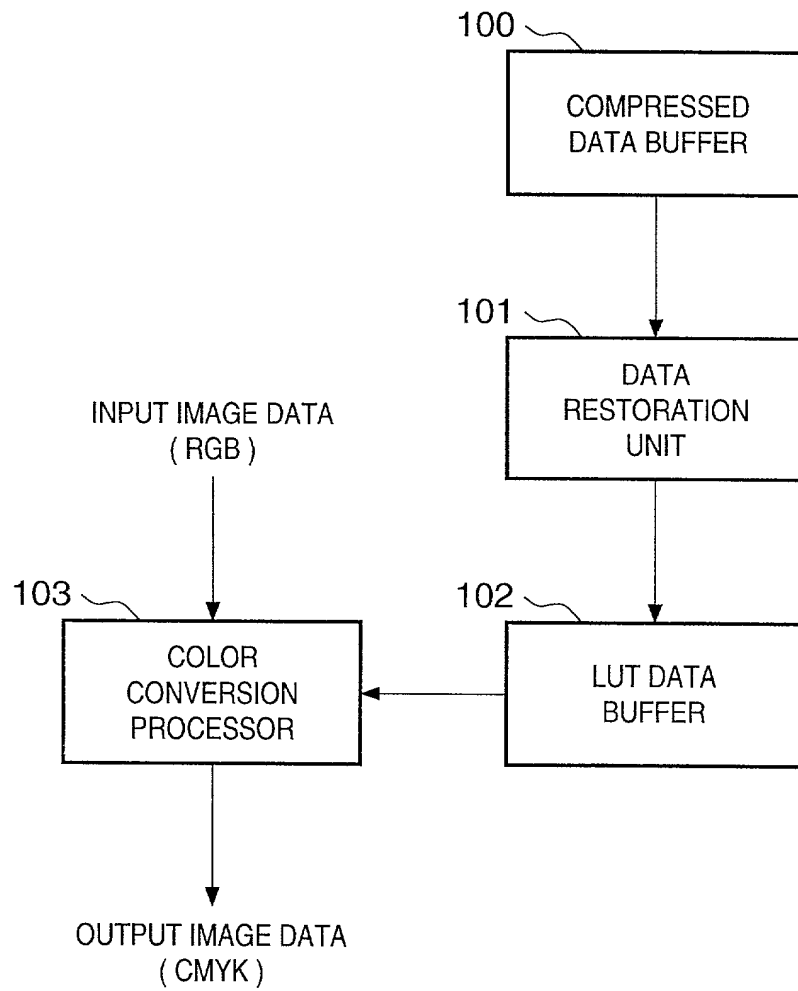 100
COMPRESSED
DATA BUFFER
101
DATA
RESTORATION
UNIT
INPUT IMAGE DATA
( RGB )
103
COLOR
CONVERSION
PROCESSOR
102
LUT DATA
BUFFER
OUTPUT IMAGE DATA
( CMYK )